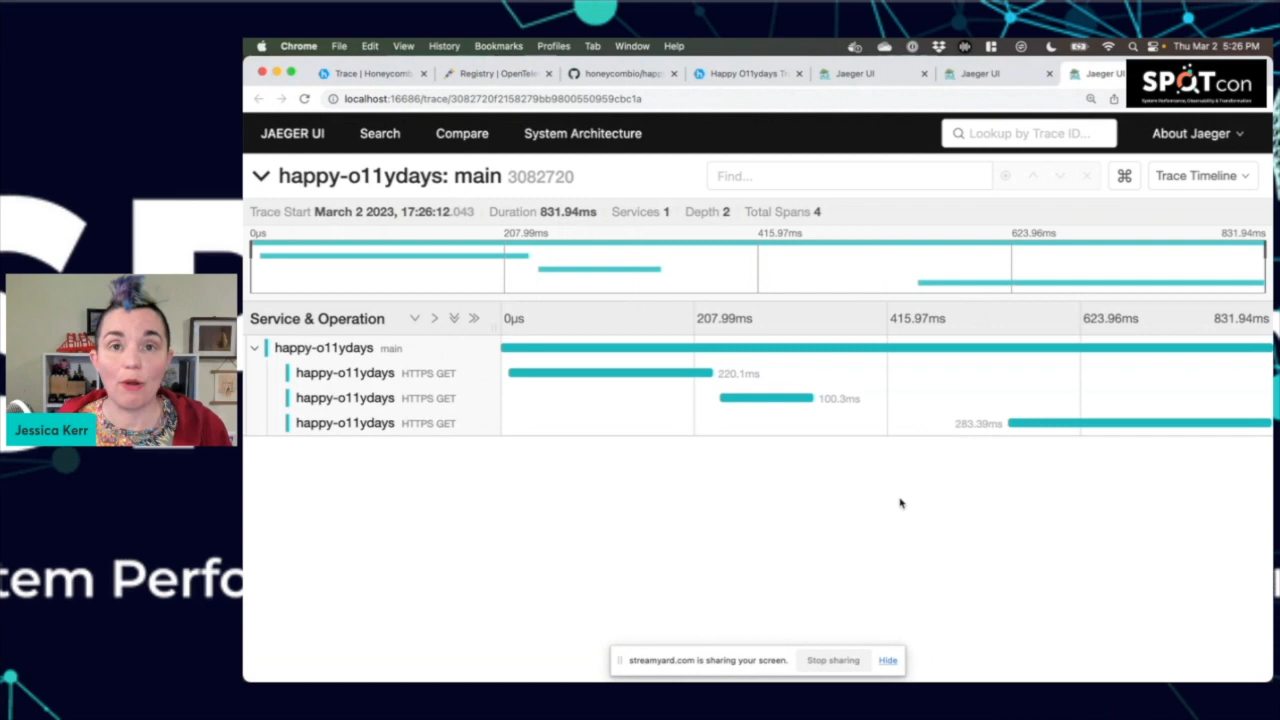 Chrome File Edit View History Bookmarks Profiles Tab Window Help Thu Mar 2 5:26 PM
Trace | Honeycomb Registry | OpenTele honeycombio/happ Happy O11ydays Tr Jaeger UI Jaeger UI Jaeger UI
localhost:16686/trace/3082720f2158279bb9800550959cbc1a
SPOTcon
System Performance, Observability & Transformation
JAEGER UI Search Compare System Architecture Lookup by Trace ID... About Jaeger
happy-o11ydays: main 3082720 Find... ⌘ Trace Timeline
Trace Start March 2 2023, 17:26:12.043 Duration 831.94ms Services 1 Depth 2 Total Spans 4
0µs 207.99ms 415.97ms 623.96ms 831.94ms
Service & Operation 0µs 207.99ms 415.97ms 623.96ms 831.94ms
happy-o11ydays main
happy-o11ydays HTTPS GET 220.1ms
happy-o11ydays HTTPS GET 100.3ms
happy-o11ydays HTTPS GET 283.39ms
Jessica Kerr
tem Perfo
streamyard.com is sharing your screen. Stop sharing Hide